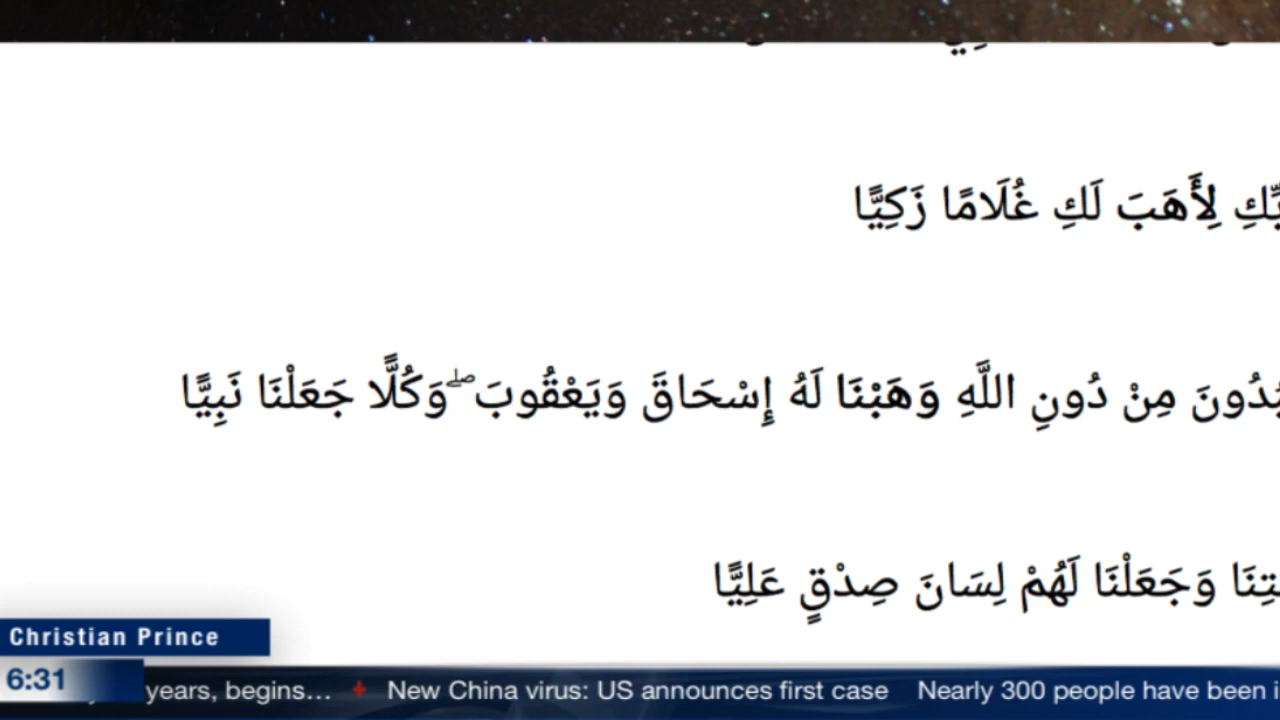 لِأَهَبَ لَكِ غُلَامًا زَكِيًّا
دُونَ مِنْ دُونِ اللَّهِ وَهَبْنَا لَهُ إِسْحَاقَ وَيَعْقُوبَ ۖ وَكُلًّا جَعَلْنَا نَبِيًّا
وَجَعَلْنَا لَهُمْ لِسَانَ صِدْقٍ عَلِيًّا
Christian Prince
6:31 years, begins... New China virus: US announces first case Nearly 300 people have been i